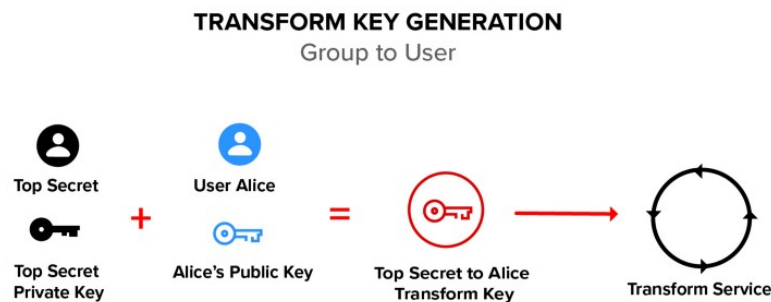 TRANSFORM KEY GENERATION
Group to User
Top Secret
User Alice
+
=
Top Secret
Private Key
Alice's Public Key
Top Secret to Alice
Transform Key
Transform Service